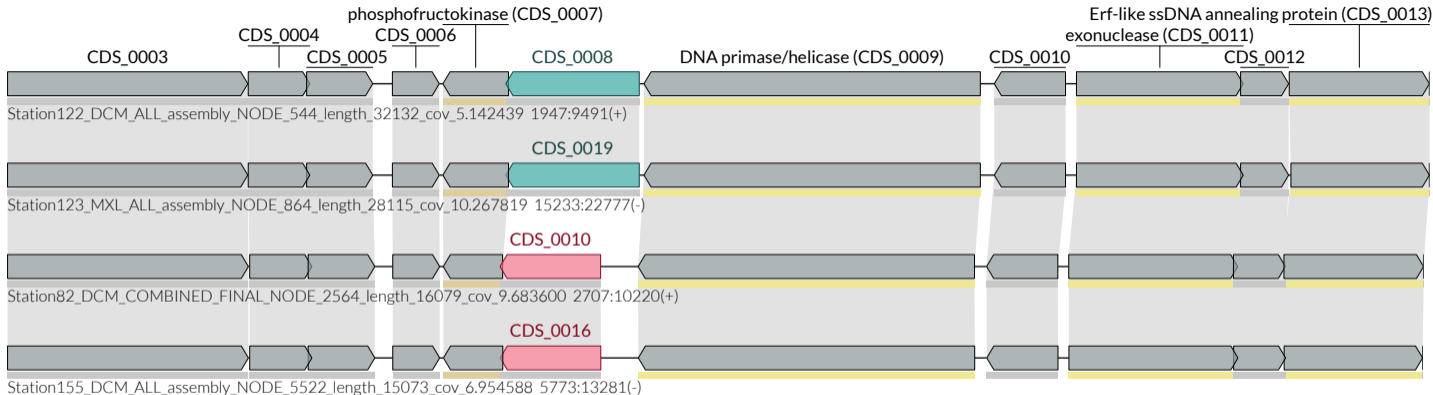 phosphofructokinase (CDS_0007) Erf-like ssDNA annealing protein (CDS_0013)
CDS_0004 CDS_0006 exonuclease (CDS_0011)
CDS_0003 CDS_0005 CDS_0008 DNA primase/helicase (CDS_0009) CDS_0010 CDS_0012
Station122_DCM_ALL_assembly_NODE_544_length_32132_cov_5.142439 1947:9491(+)
CDS_0019
Station123_MXL_ALL_assembly_NODE_864_length_28115_cov_10.267819 15233:22777(-)
CDS_0010
Station82_DCM_COMBINED_FINAL_NODE_2564_length_16079_cov_9.683600 2707:10220(+)
CDS_0016
Station155_DCM_ALL_assembly_NODE_5522_length_15073_cov_6.954588 5773:13281(-)